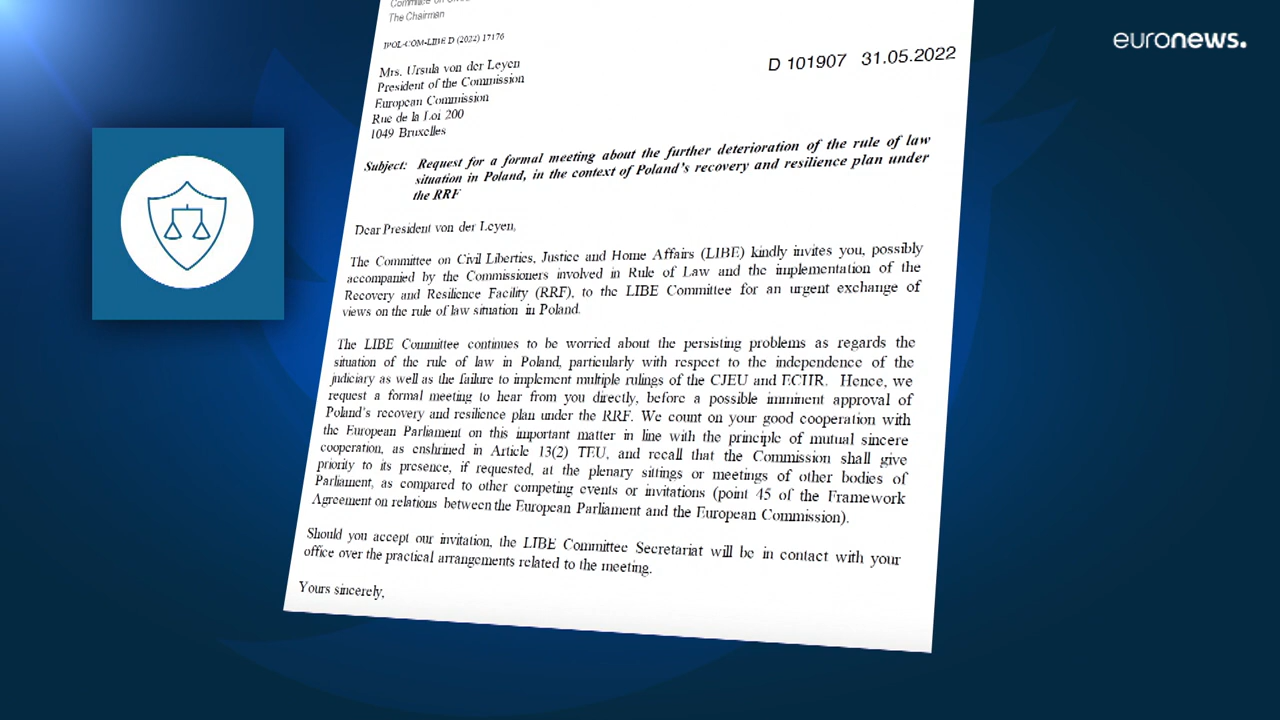 euronews.
The Chairman
IPOL-COM-LIBE D (2022) 17176
D 101907 31.05.2022
Mrs. Ursula von der Leyen
President of the Commission
European Commission
Rue de la Loi 200
1049 Bruxelles
Subject: Request for a formal meeting about the further deterioration of the rule of law
situation in Poland, in the context of Poland's recovery and resilience plan under
the RRF
Dear President von der Leyen,
The Committee on Civil Liberties, Justice and Home Affairs (LIBE) kindly invites you, possibly
accompanied by the Commissioners involved in Rule of Law and the implementation of the
Recovery and Resilience Facility (RRF), to the LIBE Committee for an urgent exchange of
views on the rule of law situation in Poland.
The LIBE Committee continues to be worried about the persisting problems as regards the
situation of the rule of law in Poland, particularly with respect to the independence of the
judiciary as well as the failure to implement multiple rulings of the CJEU and ECHR. Hence, we
request a formal meeting to hear from you directly, before a possible imminent approval of
Poland's recovery and resilience plan under the RRF. We count on your good cooperation with
the European Parliament on this important matter in line with the principle of mutual sincere
cooperation, as enshrined in Article 13(2) TEU, and recall that the Commission shall give
priority to its presence, if requested, at the plenary sittings or meetings of other bodies of
Parliament, as compared to other competing events or invitations (point 45 of the Framework
Agreement on relations between the European Parliament and the European Commission).
Should you accept our invitation, the LIBE Committee Secretariat will be in contact with your
office over the practical arrangements related to the meeting.
Yours sincerely,